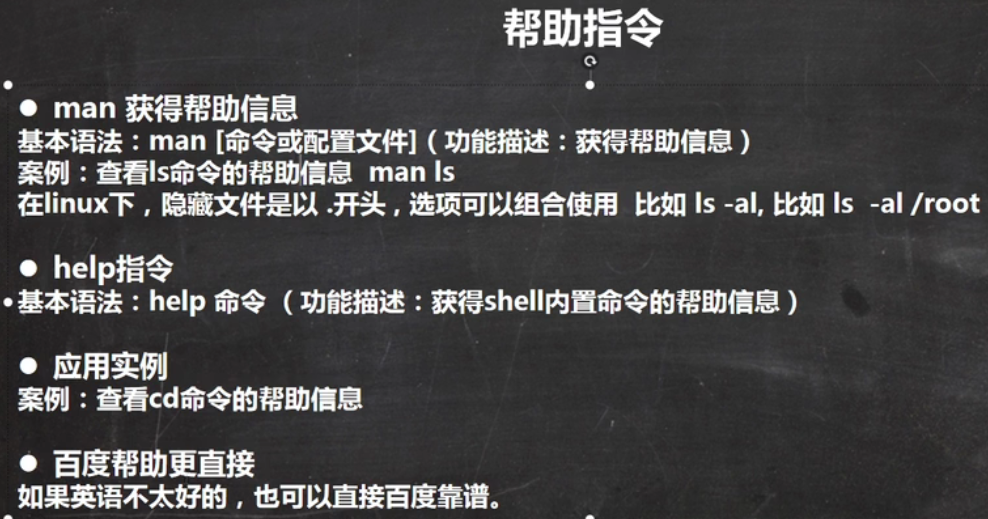 帮助指令
● man 获得帮助信息
基本语法：man [命令或配置文件]（功能描述：获得帮助信息）
案例：查看ls命令的帮助信息  man ls
在linux下，隐藏文件是以 .开头 , 选项可以组合使用  比如 ls -al, 比如 ls  -al /root
● help指令
基本语法：help 命令 （功能描述：获得shell内置命令的帮助信息）
● 应用实例
案例：查看cd命令的帮助信息
● 百度帮助更直接
如果英语不太好的，也可以直接百度靠谱。